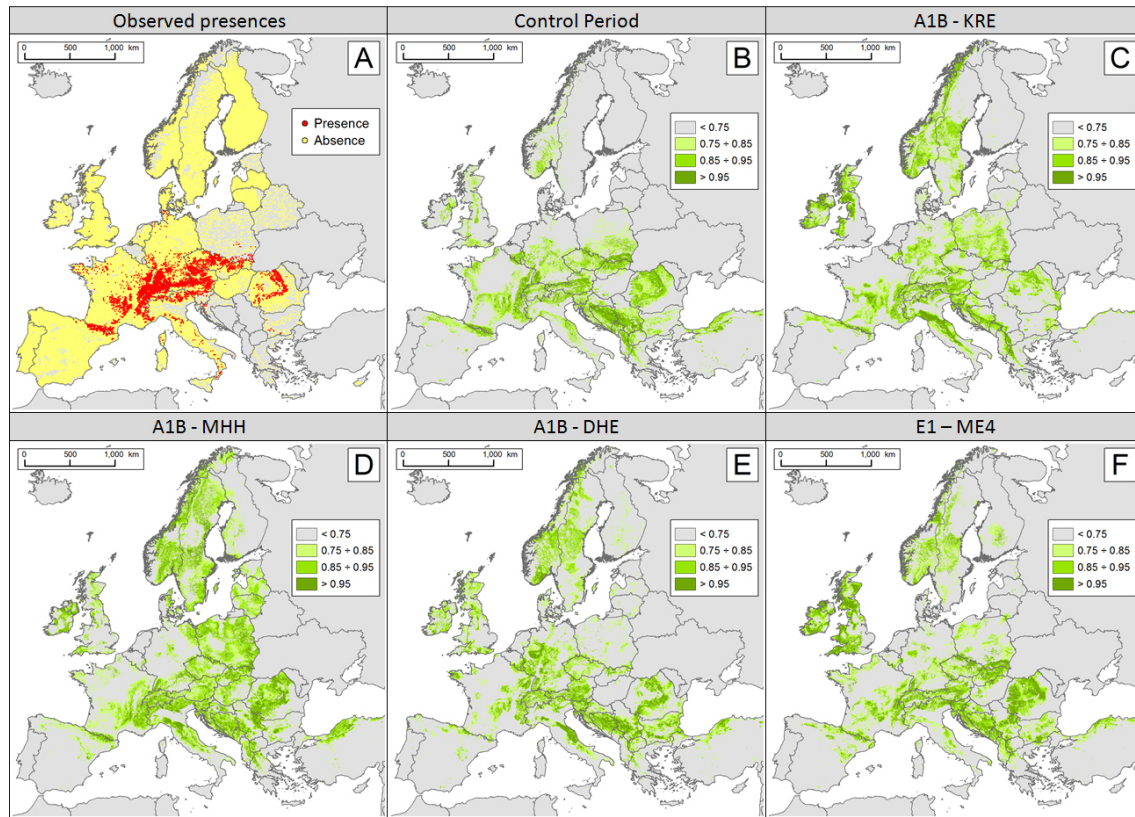 Observed presences
Control Period
A1B - KRE
0 500 1,000 km
A
Presence
Absence
0 500 1,000 km
B
< 0.75
0.75 ÷ 0.85
0.85 ÷ 0.95
> 0.95
0 500 1,000 km
C
< 0.75
0.75 ÷ 0.85
0.85 ÷ 0.95
> 0.95
A1B - MHH
A1B - DHE
E1 – ME4
0 500 1,000 km
D
< 0.75
0.75 ÷ 0.85
0.85 ÷ 0.95
> 0.95
0 500 1,000 km
E
< 0.75
0.75 ÷ 0.85
0.85 ÷ 0.95
> 0.95
0 500 1,000 km
F
< 0.75
0.75 ÷ 0.85
0.85 ÷ 0.95
> 0.95